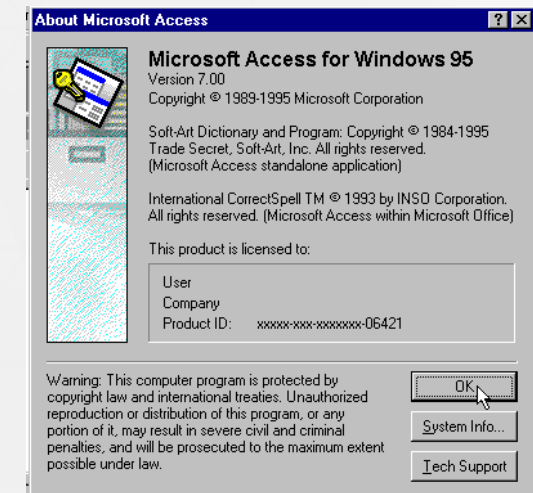 About Microsoft Access
Microsoft Access for Windows 95
Version 7.00
Copyright © 1989-1995 Microsoft Corporation
Soft-Art Dictionary and Program: Copyright © 1984-1995
Trade Secret, Soft-Art, Inc. All rights reserved.
(Microsoft Access standalone application)
International CorrectSpell TM © 1993 by INSO Corporation.
All rights reserved. (Microsoft Access within Microsoft Office)
This product is licensed to:
User
Company
Product ID: xxxxx-xxx-xxxxxxx-06421
Warning: This computer program is protected by
copyright law and international treaties. Unauthorized
reproduction or distribution of this program, or any
portion of it, may result in severe civil and criminal
penalties, and will be prosecuted to the maximum extent
possible under law.
OK
System Info...
Tech Support